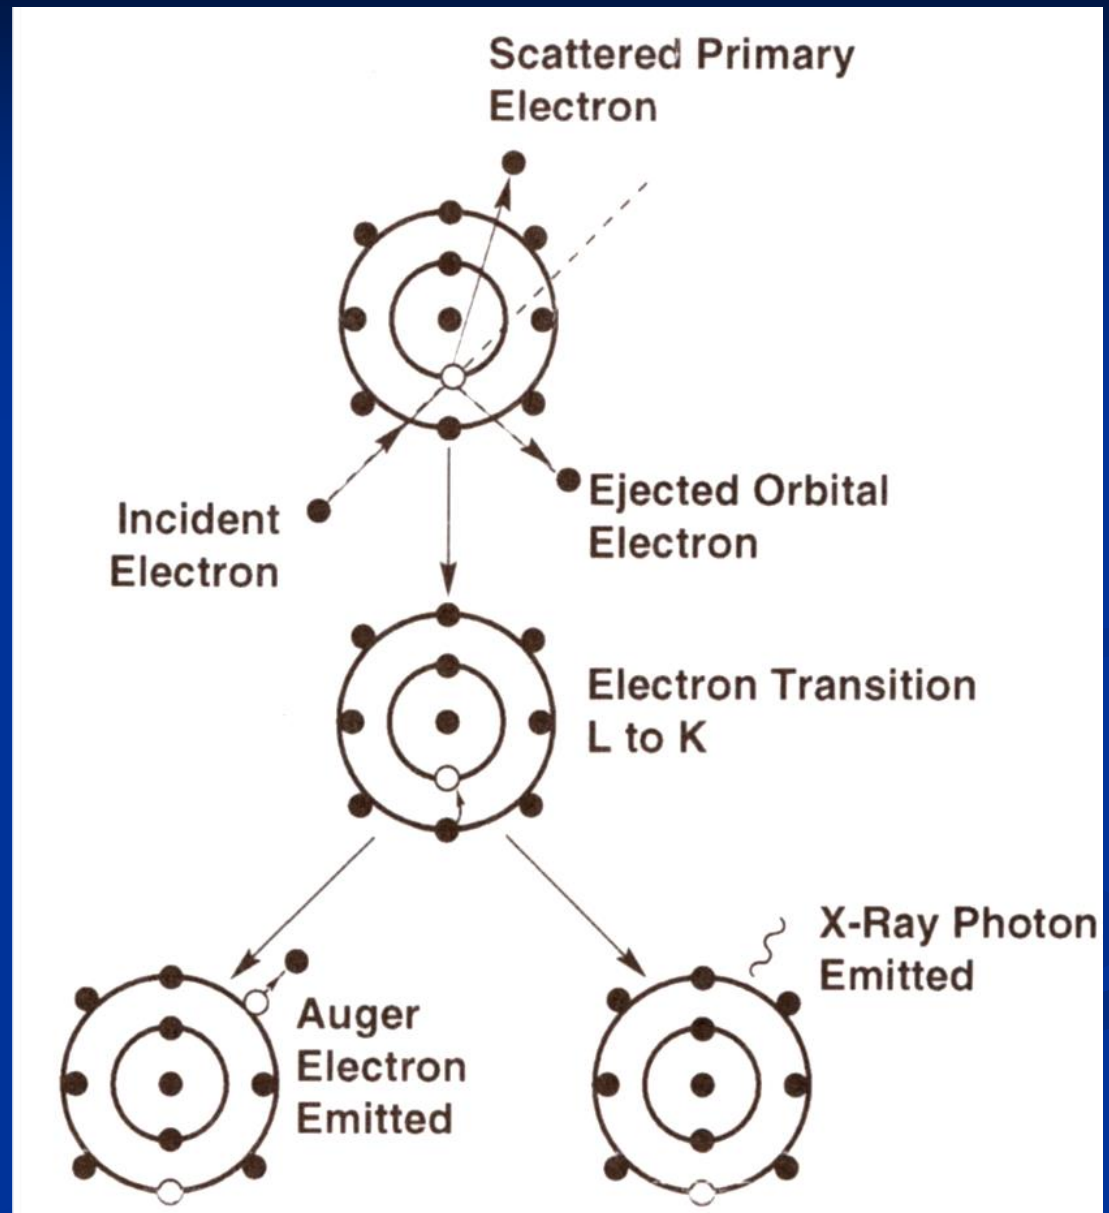 Scattered Primary
Electron
Incident
Electron
Ejected Orbital
Electron
Electron Transition
L to K
X-Ray Photon
Emitted
Auger
Electron
Emitted